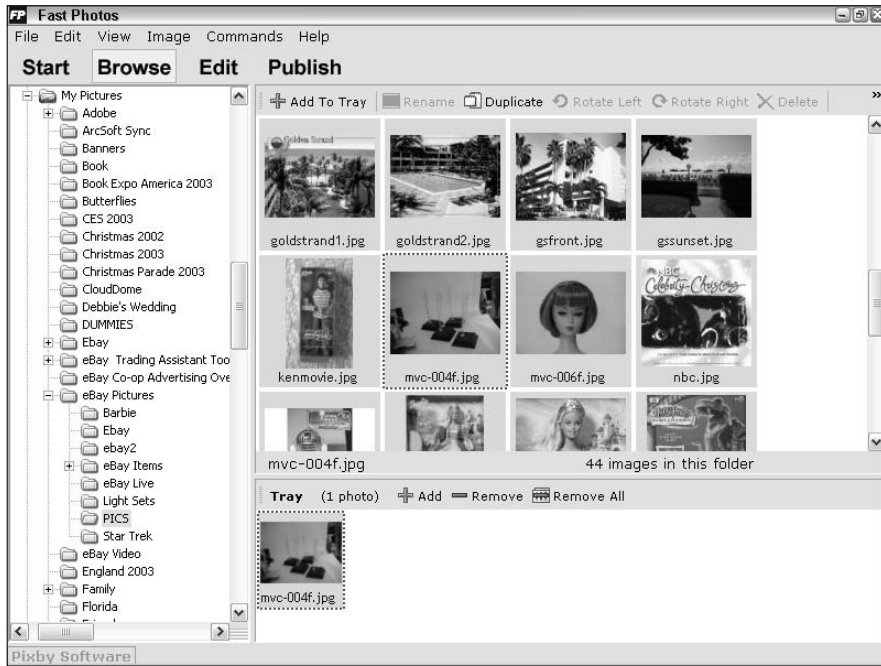 FP Fast Photos
File Edit View Image Commands Help
Start Browse Edit Publish
My Pictures
Adobe
ArcSoft Sync
Banners
Book
Book Expo America 2003
Butterflies
CES 2003
Christmas 2002
Christmas 2003
Christmas Parade 2003
CloudDome
Debbie's Wedding
DUMMIES
Ebay
eBay Trading Assistant Too
eBay Co-op Advertising Ove
eBay Pictures
Barbie
Ebay
ebay2
eBay Items
eBay Live
Light Sets
PICS
Star Trek
eBay Video
England 2003
Family
Florida
Add To Tray Rename Duplicate Rotate Left Rotate Right Delete »
Golden Strand
goldstrand1.jpg goldstrand2.jpg gsfront.jpg gssunset.jpg
NBC
Celebrity Christmas
kenmovie.jpg mvc-004f.jpg mvc-006f.jpg nbc.jpg
mvc-004f.jpg 44 images in this folder
Tray (1 photo) Add Remove Remove All
mvc-004f.jpg
Pixby Software